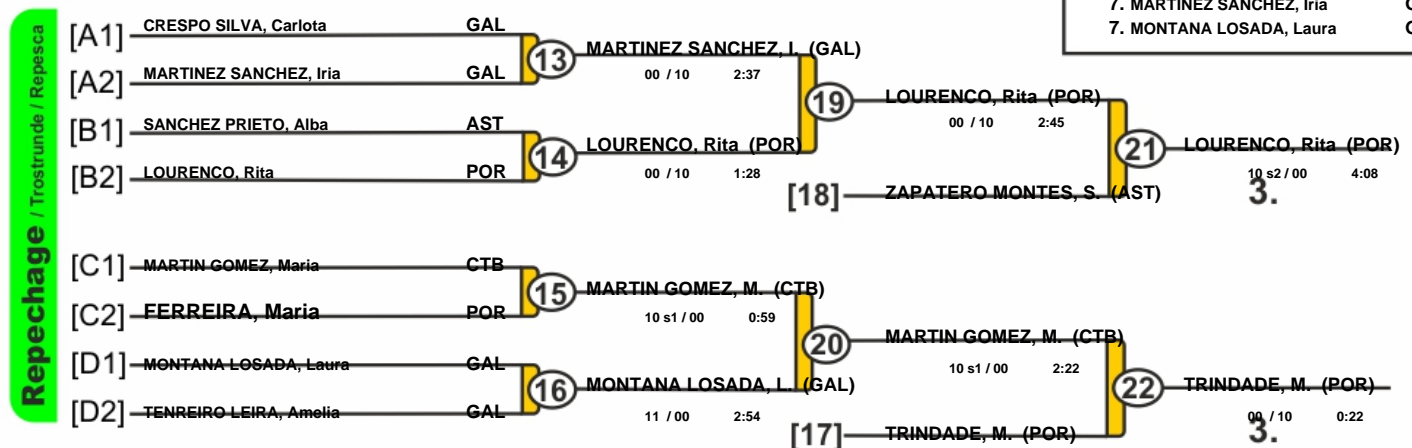 7. MARTINEZ SANCHEZ, Iria
7. MONTANA LOSADA, Laura
Repechage / Trostrunde / Repesca
[A1] CRESPO SILVA, Carlota GAL
[A2] MARTINEZ SANCHEZ, Iria GAL
13 MARTINEZ SANCHEZ, I. (GAL)
00 / 10 2:37
[B1] SANCHEZ PRIETO, Alba AST
[B2] LOURENCO, Rita POR
14 LOURENCO, Rita (POR)
00 / 10 1:28
19 LOURENCO, Rita (POR)
00 / 10 2:45
[18] ZAPATERO MONTES, S. (AST)
21 LOURENCO, Rita (POR)
10 s2 / 00 4:08
3.
[C1] MARTIN GOMEZ, Maria CTB
[C2] FERREIRA, Maria POR
15 MARTIN GOMEZ, M. (CTB)
10 s1 / 00 0:59
[D1] MONTANA LOSADA, Laura GAL
[D2] TENREIRO LEIRA, Amelia GAL
16 MONTANA LOSADA, L. (GAL)
11 / 00 2:54
20 MARTIN GOMEZ, M. (CTB)
10 s1 / 00 2:22
[17] TRINDADE, M. (POR)
22 TRINDADE, M. (POR)
00 / 10 0:22
3.